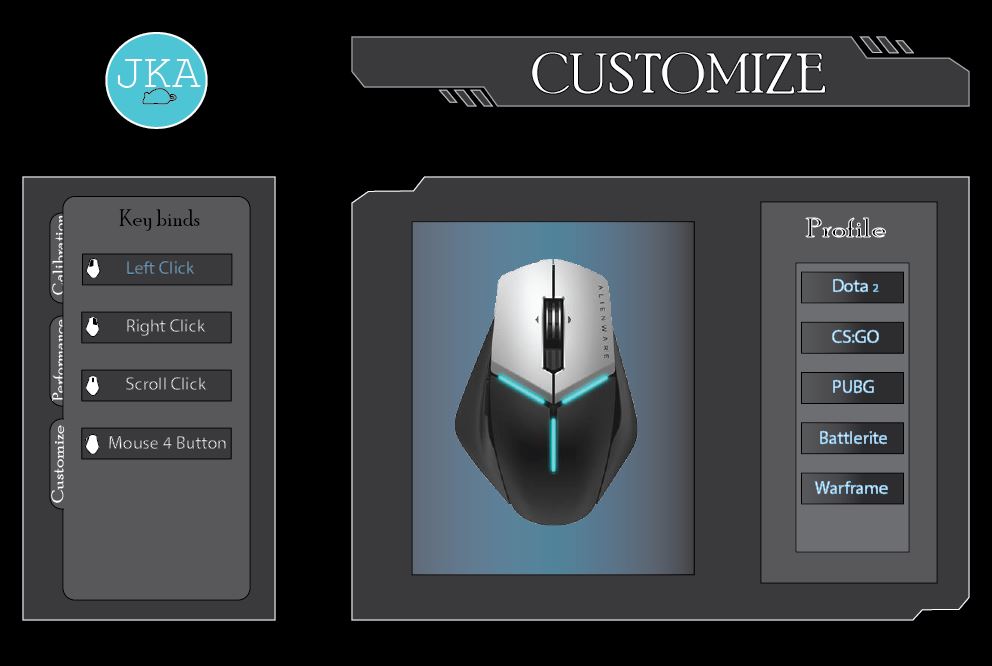 JKA
CUSTOMIZE
Calibration
Performance
Customize
Key binds
Left Click
Right Click
Scroll Click
Mouse 4 Button
ALIENWARE
Profile
Dota 2
CS:GO
PUBG
Battlerite
Warframe